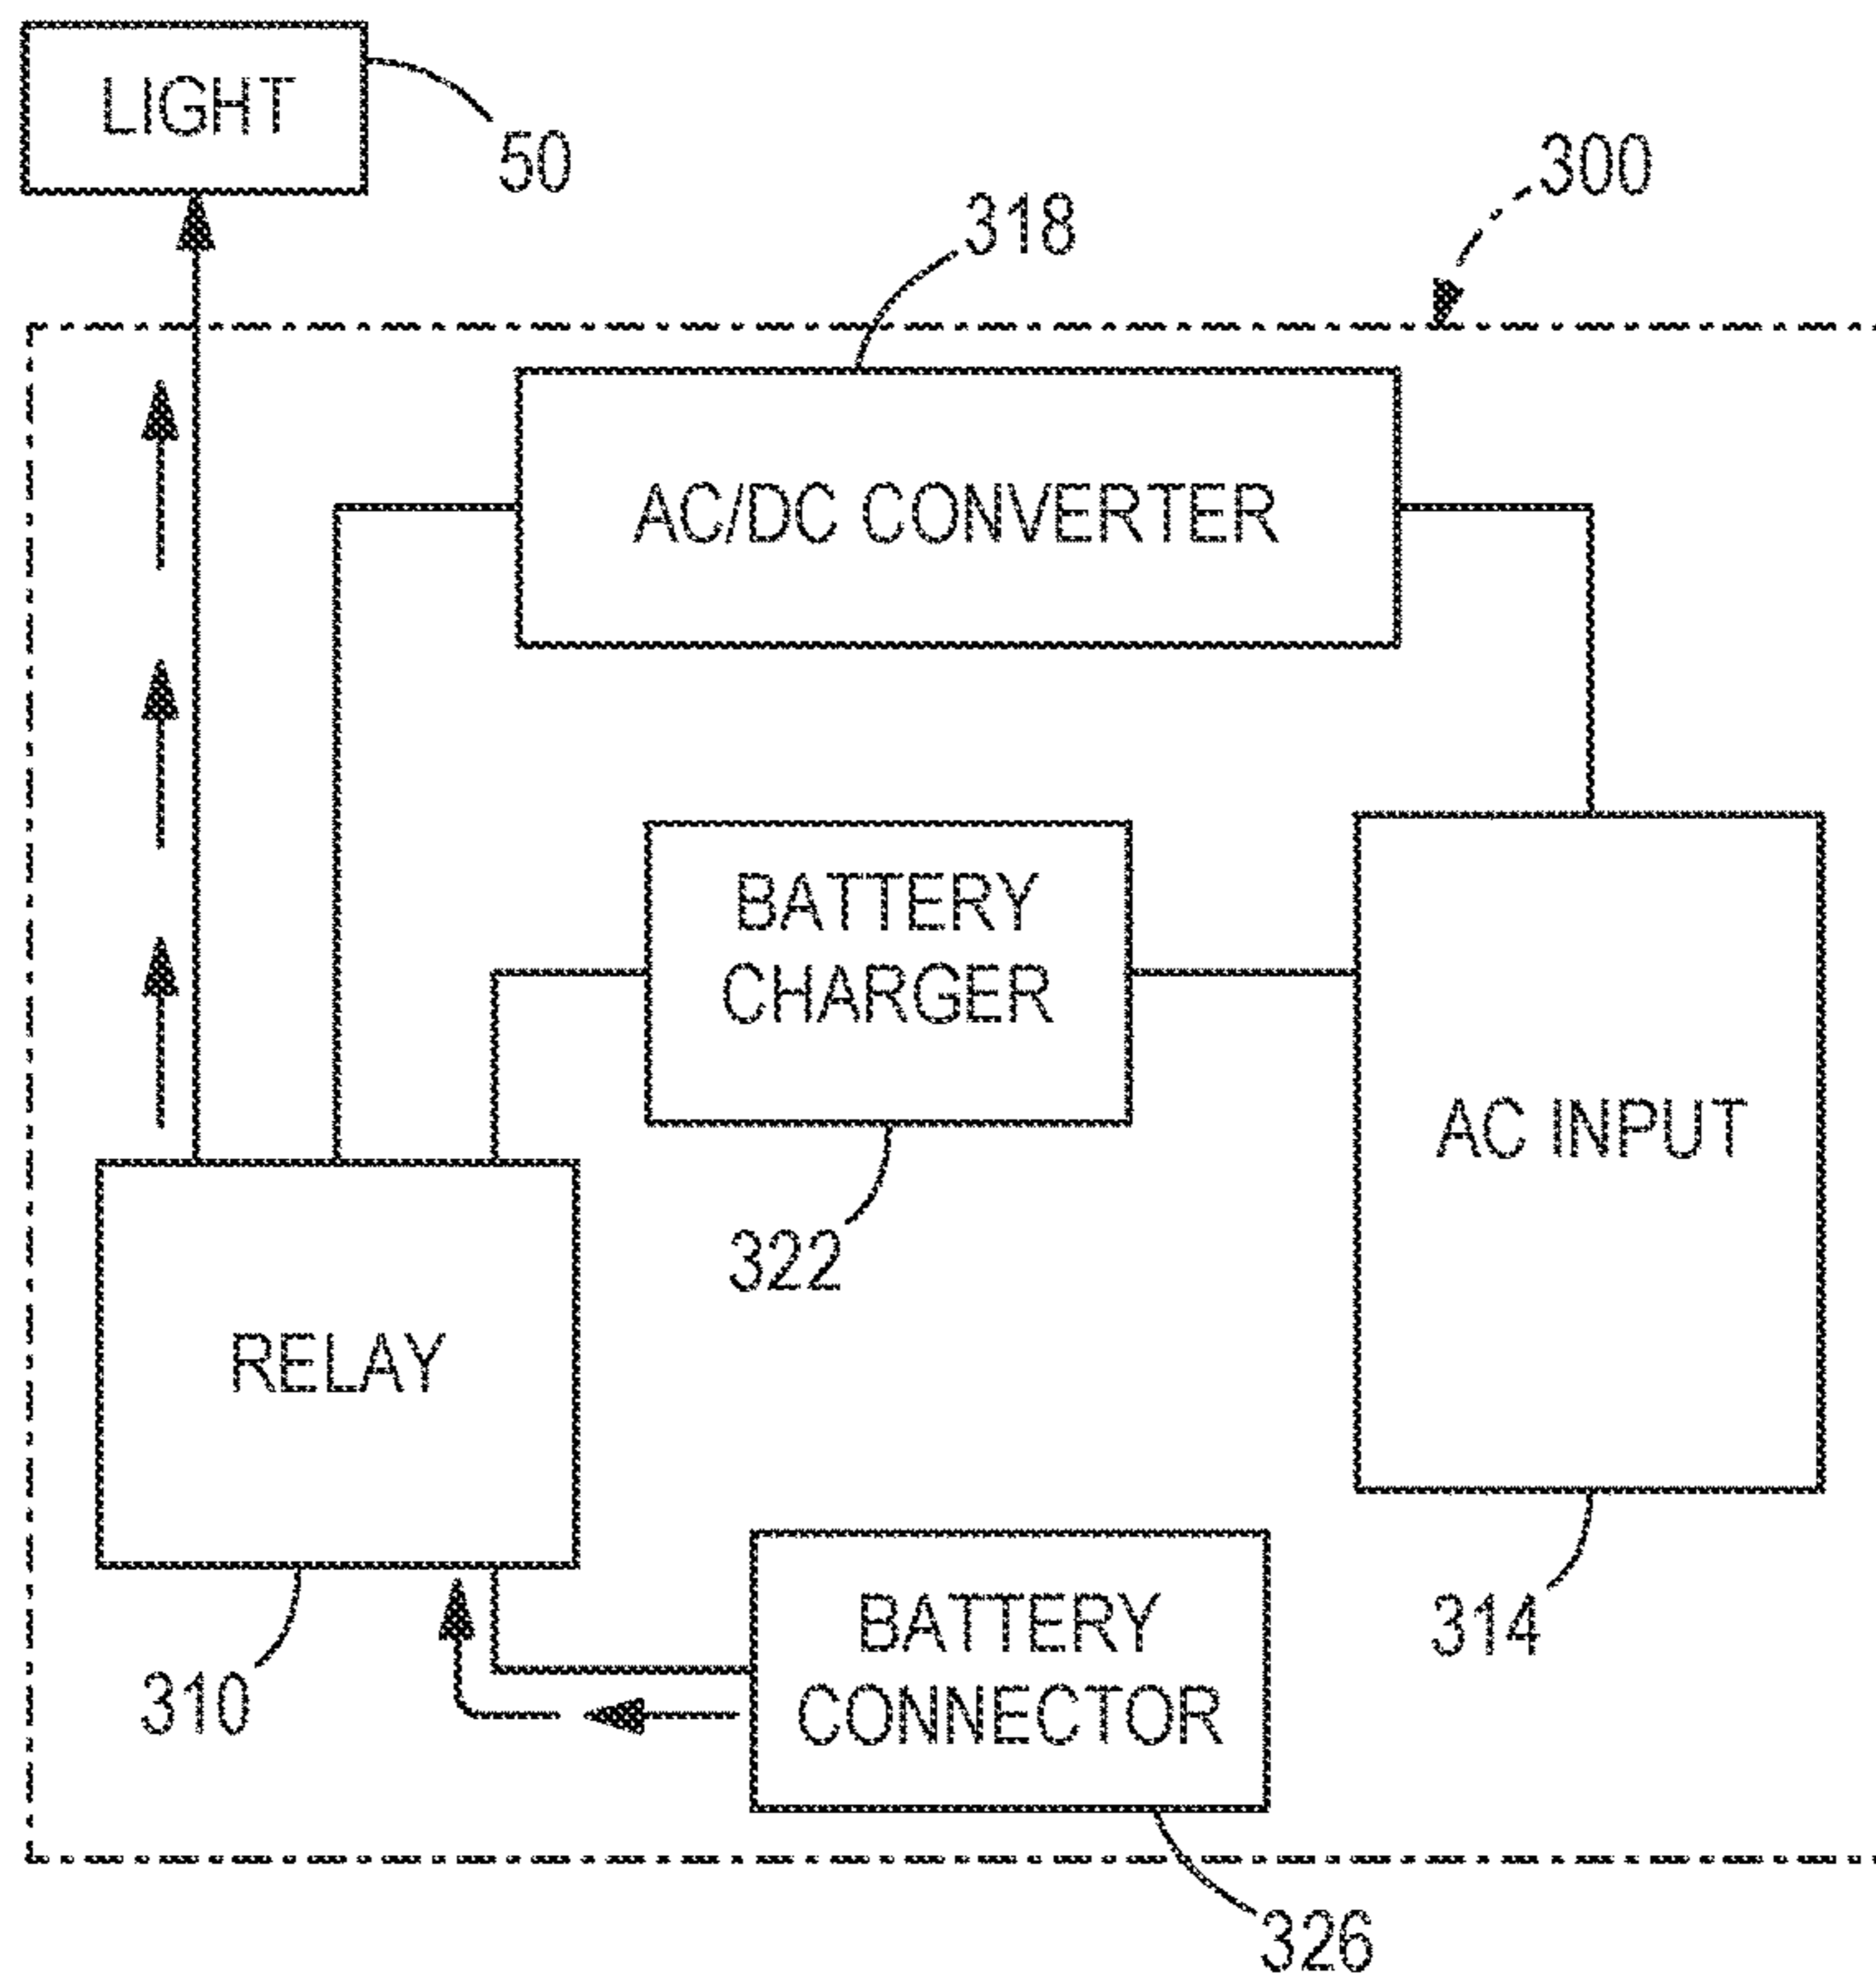 LIGHT
50
300
318
AC/DC CONVERTER
BATTERY
CHARGER
AC INPUT
322
RELAY
310
BATTERY
CONNECTOR
314
326